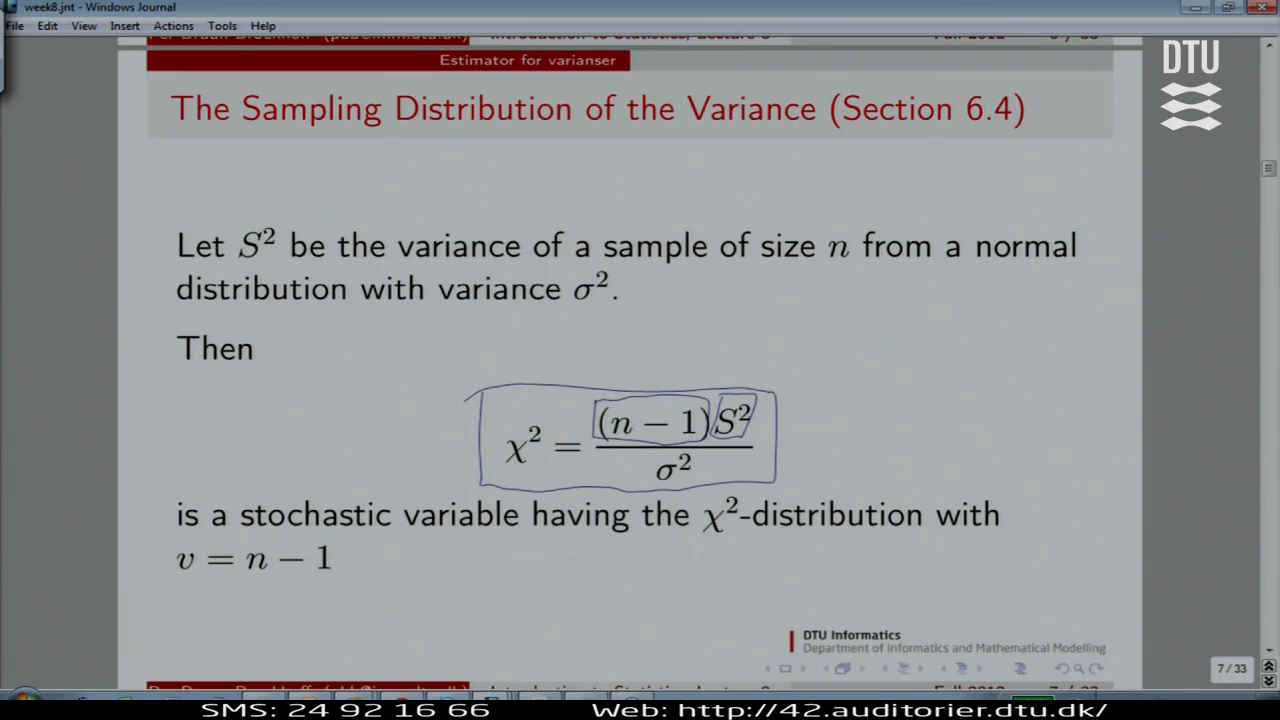 week8.jnt - Windows Journal
File Edit View Insert Actions Tools Help
Estimator for varianser
DTU
The Sampling Distribution of the Variance (Section 6.4)
Let S² be the variance of a sample of size n from a normal
distribution with variance σ².
Then
χ² = (n − 1)S² / σ²
is a stochastic variable having the χ²-distribution with
v = n − 1
DTU Informatics
Department of Informatics and Mathematical Modelling
7 / 33
SMS: 24 92 16 66 Web: http://42.auditorier.dtu.dk/